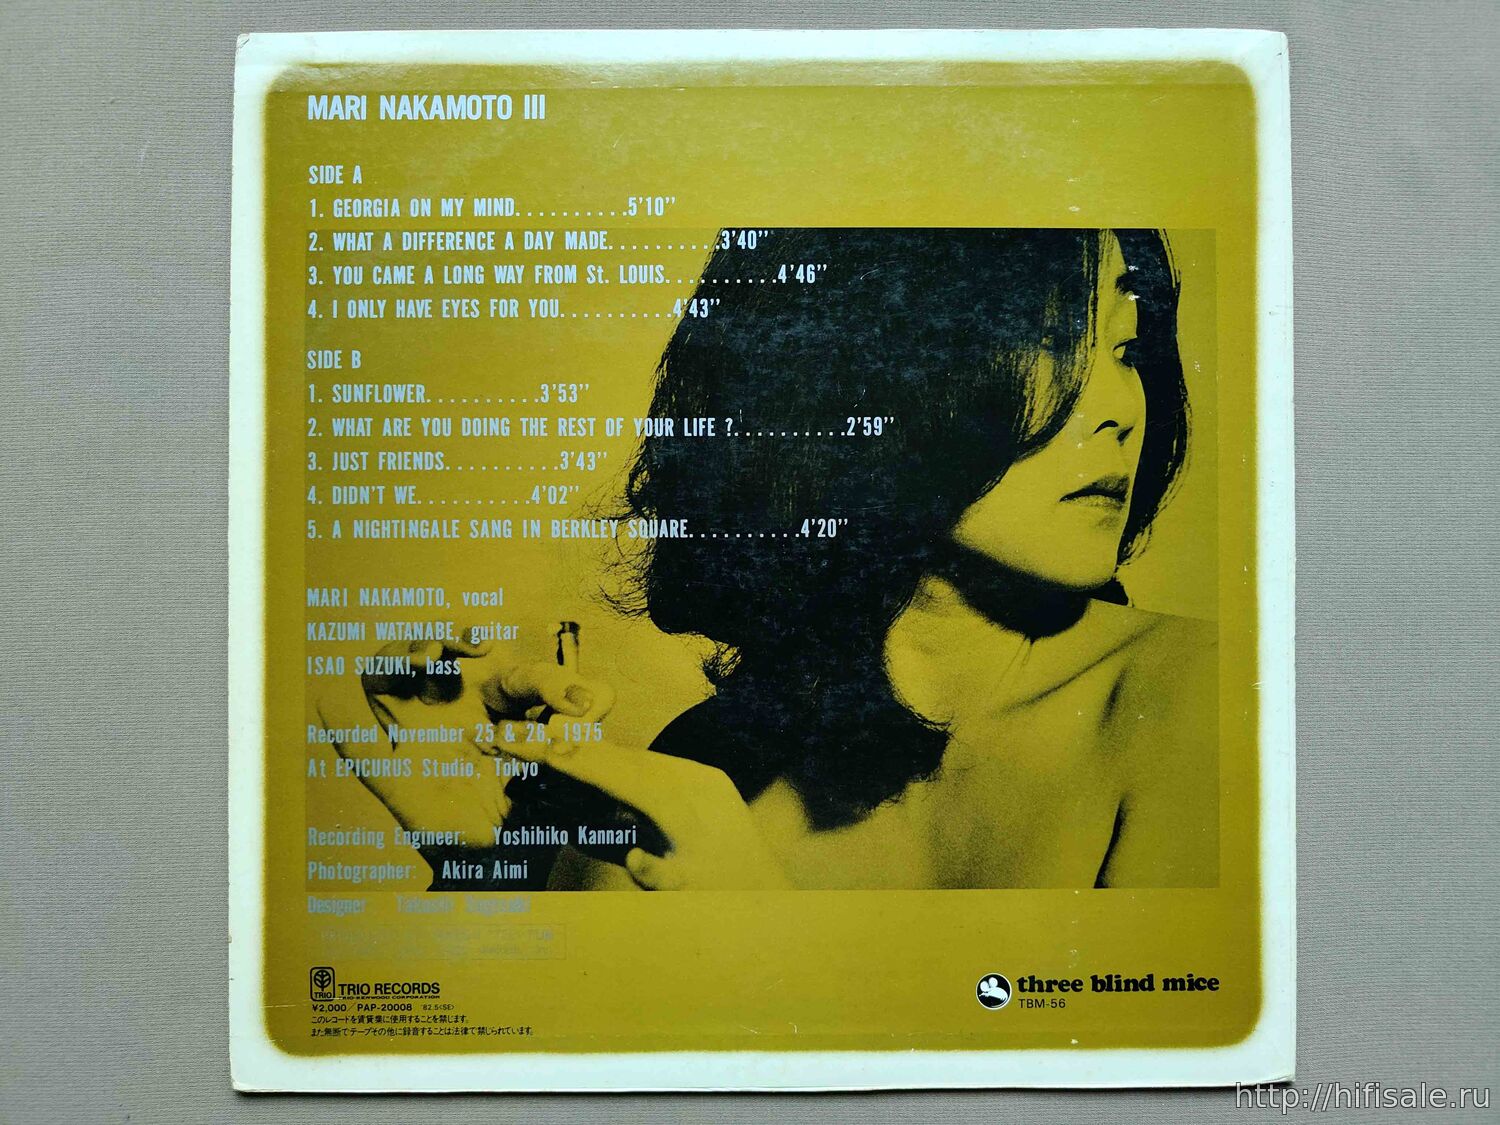 MARI NAKAMOTO III
SIDE A
1. GEORGIA ON MY MIND..........5'10''
2. WHAT A DIFFERENCE A DAY MADE..........3'40''
3. YOU CAME A LONG WAY FROM St. LOUIS..........4'46''
4. I ONLY HAVE EYES FOR YOU..........4'43''
SIDE B
1. SUNFLOWER..........3'53''
2. WHAT ARE YOU DOING THE REST OF YOUR LIFE ?..........2'59''
3. JUST FRIENDS..........3'43''
4. DIDN'T WE..........4'02''
5. A NIGHTINGALE SANG IN BERKLEY SQUARE..........4'20''
MARI NAKAMOTO, vocal
KAZUMI WATANABE, guitar
ISAO SUZUKI, bass
Recorded November 25 & 26, 1975
At EPICURUS Studio, Tokyo
Recording Engineer: Yoshihiko Kannari
Photographer: Akira Aimi
Designer:
TRIO
TRIO RECORDS
TRIO-KENWOOD CORPORATION
¥2,000/PAP-20008 '82.5<SE>
このレコードを賃貸業に使用することを禁じます。
また無断でテープその他に録音することは法律で禁じられています。
three blind mice
TBM-56
http://hifisale.ru